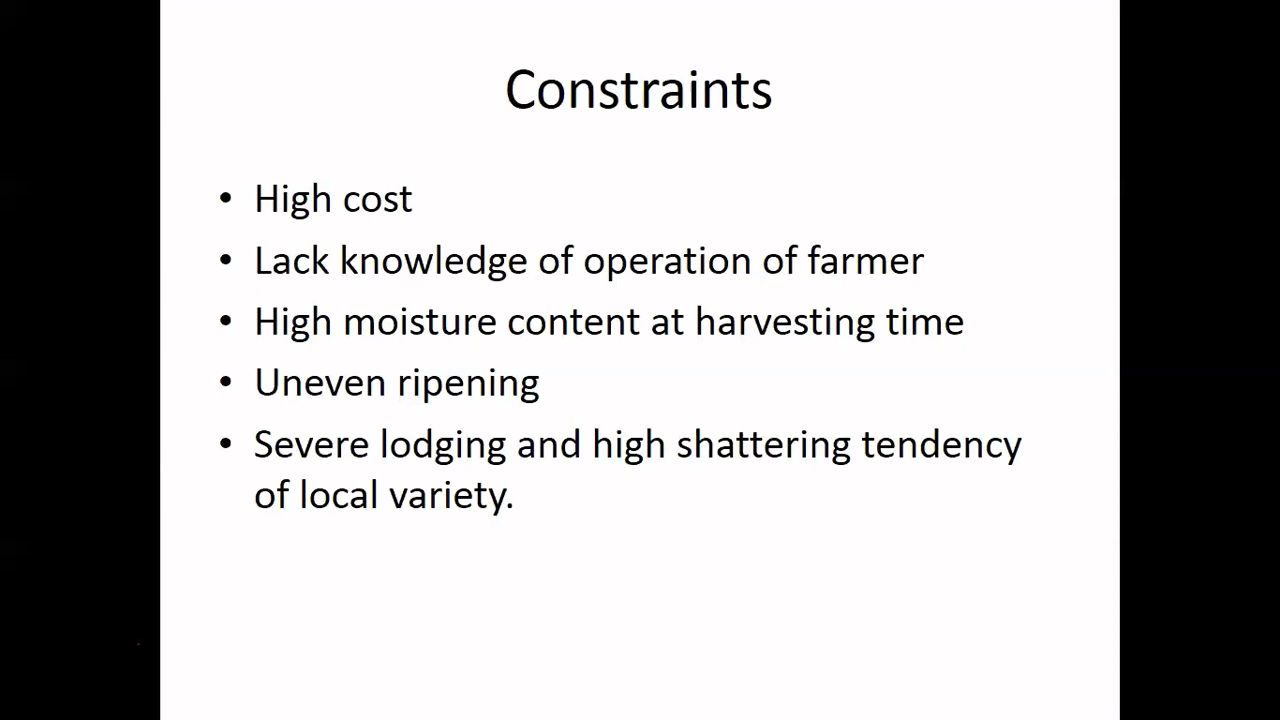 Constraints
• High cost
• Lack knowledge of operation of farmer
• High moisture content at harvesting time
• Uneven ripening
• Severe lodging and high shattering tendency
of local variety.